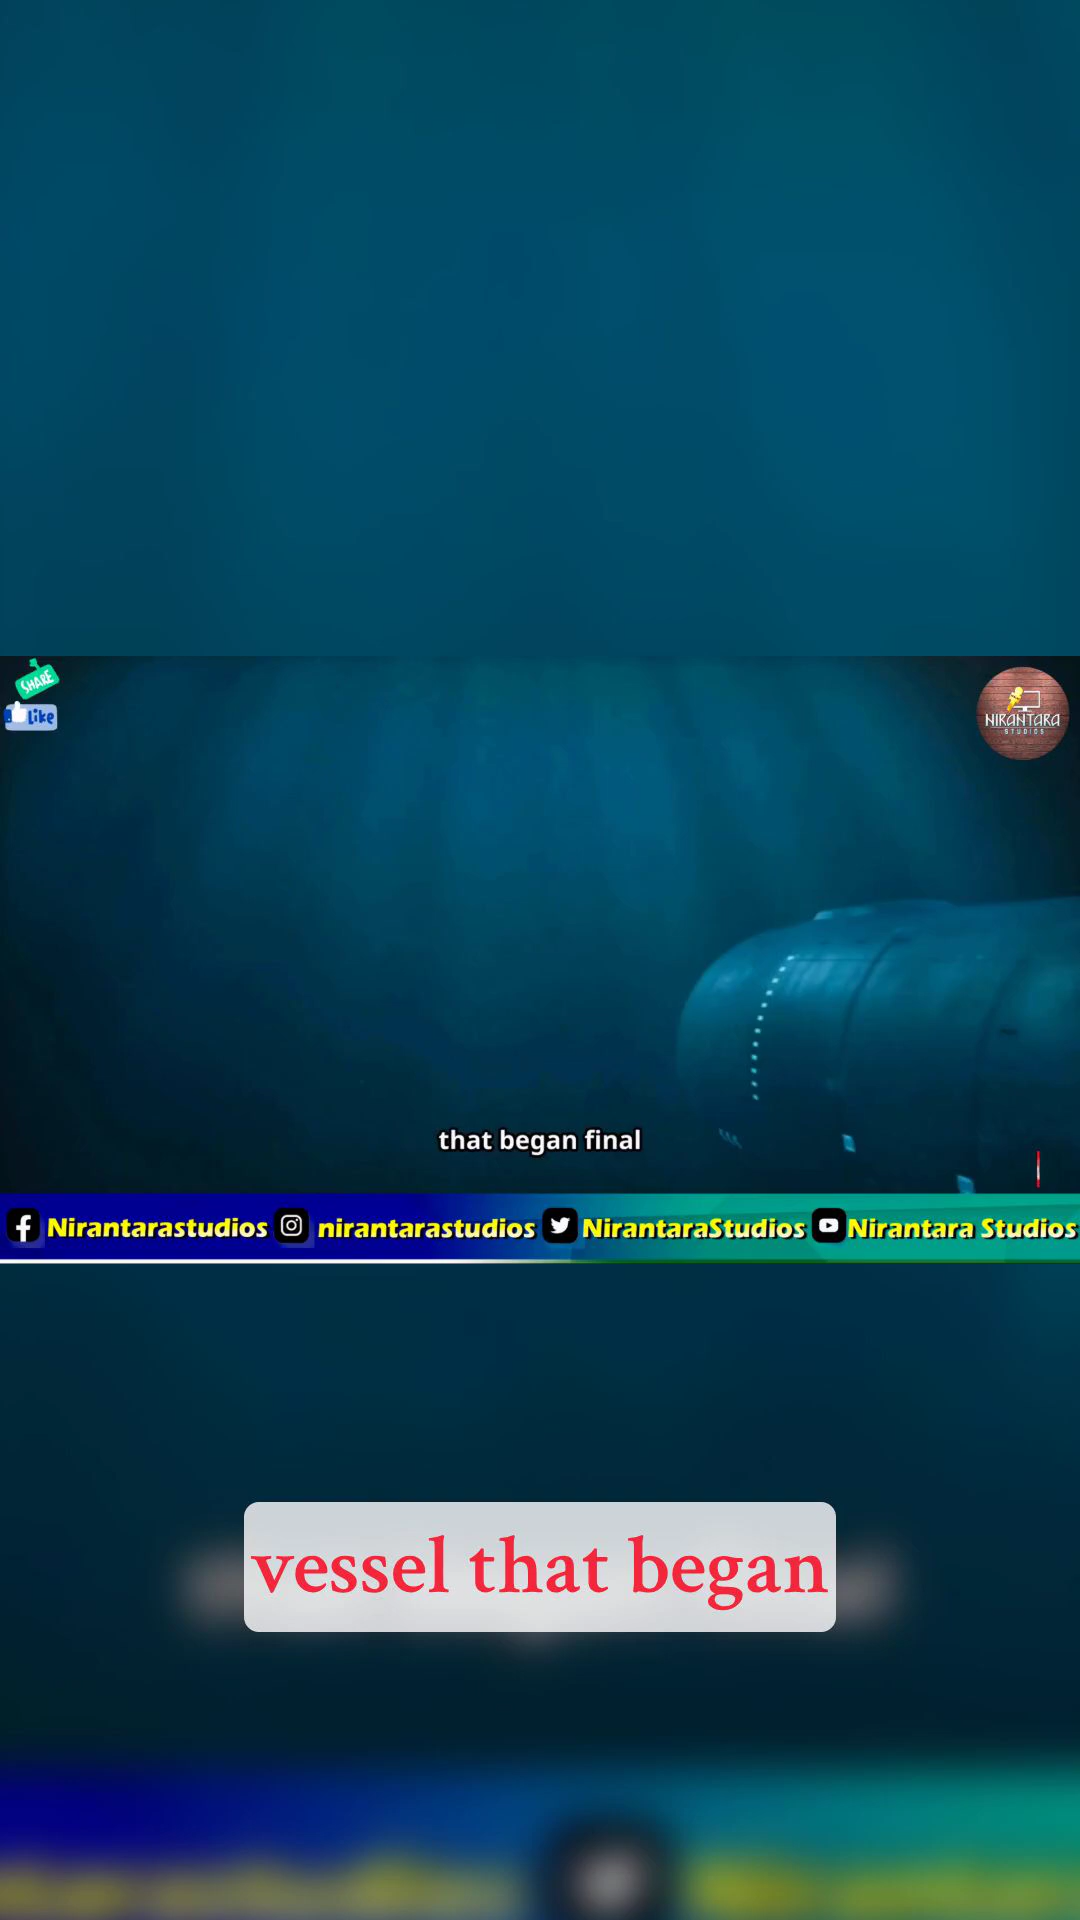 SHARE
Like
NIRANTARA
STUDIOS
that began final
Nirantarastudios nirantarastudios NirantaraStudios Nirantara Studios
vessel that began